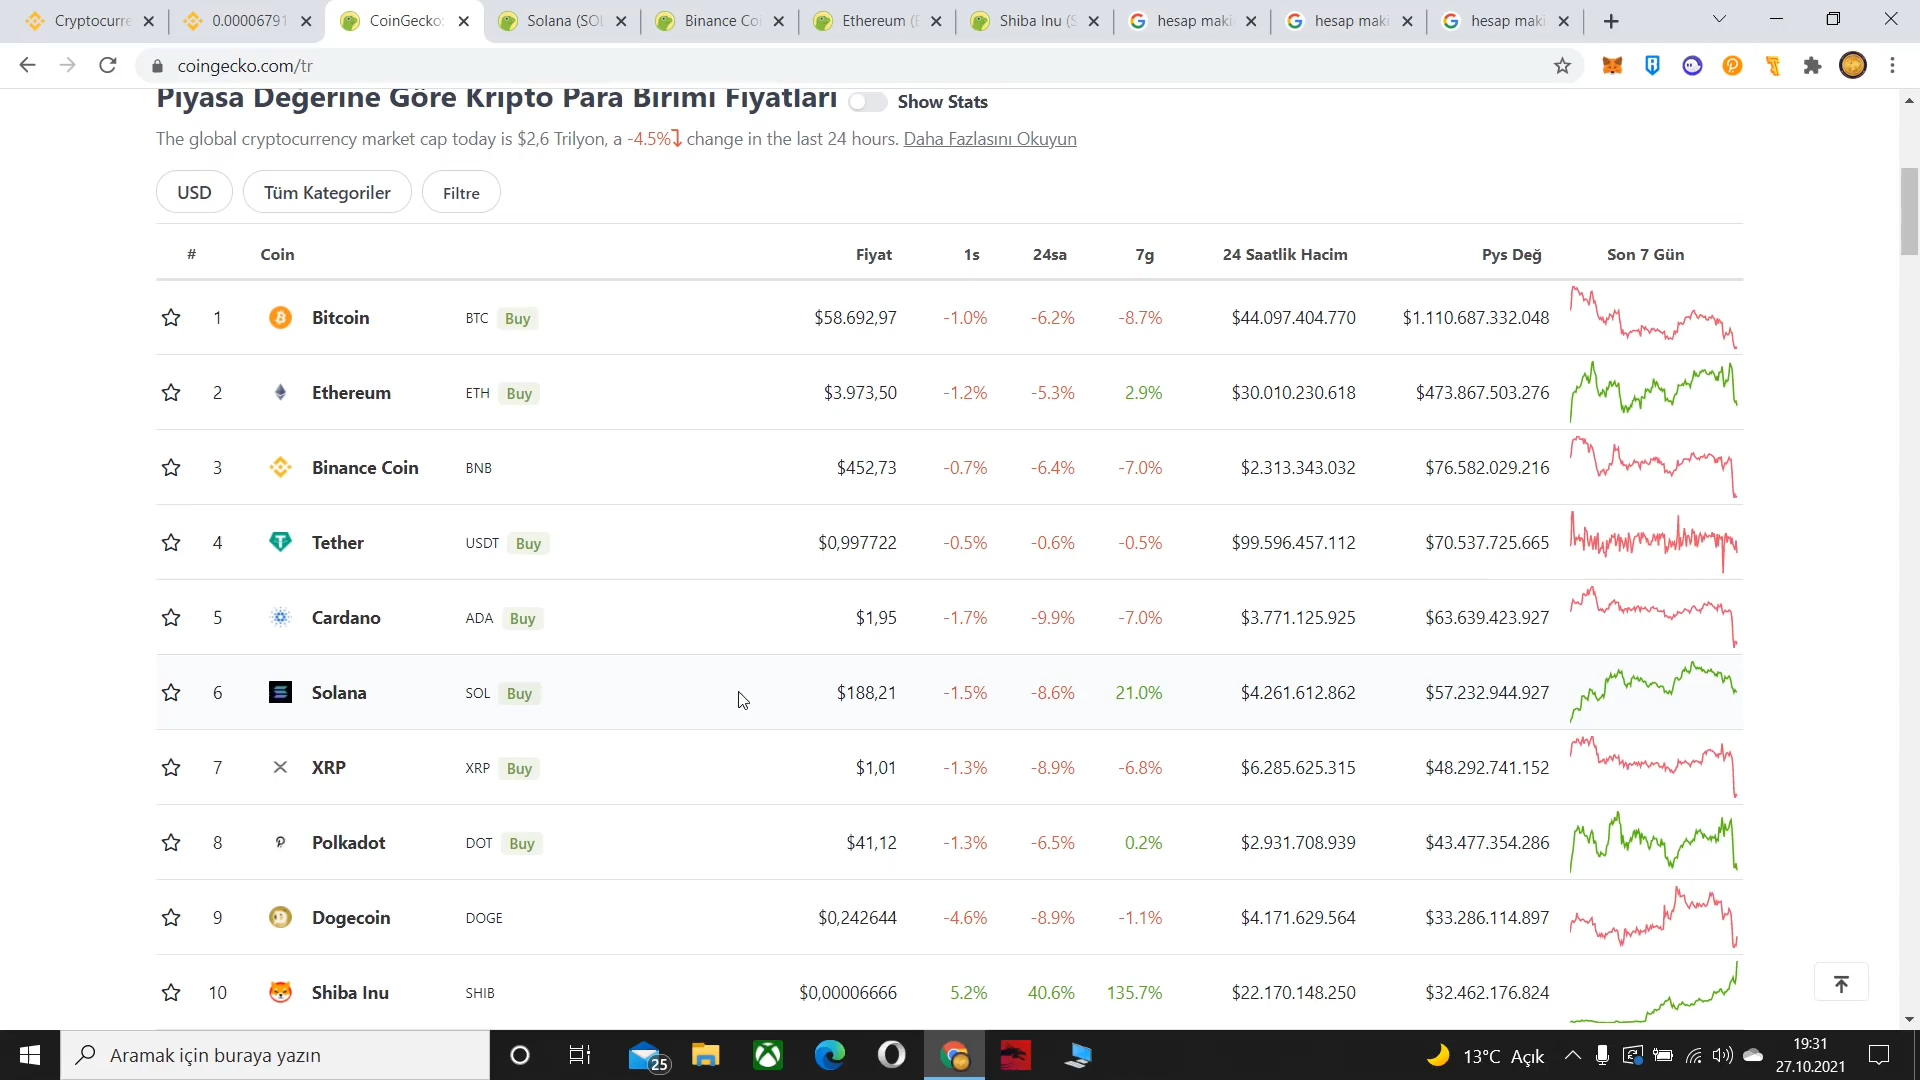 Cryptocurre
0.00006791
CoinGecko:
Solana (SOL
Binance Coi
Ethereum (E
Shiba Inu (S
hesap maki
hesap maki
hesap maki
coingecko.com/tr
Piyasa Değerine Göre Kripto Para Birimi Fiyatları
Show Stats
The global cryptocurrency market cap today is $2,6 Trilyon, a -4.5% change in the last 24 hours. Daha Fazlasını Okuyun
USD Tüm Kategoriler Filtre
# Coin Fiyat 1s 24sa 7g 24 Saatlik Hacim Pys Değ Son 7 Gün
1 Bitcoin BTC Buy $58.692,97 -1.0% -6.2% -8.7% $44.097.404.770 $1.110.687.332.048
2 Ethereum ETH Buy $3.973,50 -1.2% -5.3% 2.9% $30.010.230.618 $473.867.503.276
3 Binance Coin BNB $452,73 -0.7% -6.4% -7.0% $2.313.343.032 $76.582.029.216
4 Tether USDT Buy $0,997722 -0.5% -0.6% -0.5% $99.596.457.112 $70.537.725.665
5 Cardano ADA Buy $1,95 -1.7% -9.9% -7.0% $3.771.125.925 $63.639.423.927
6 Solana SOL Buy $188,21 -1.5% -8.6% 21.0% $4.261.612.862 $57.232.944.927
7 XRP XRP Buy $1,01 -1.3% -8.9% -6.8% $6.285.625.315 $48.292.741.152
8 Polkadot DOT Buy $41,12 -1.3% -6.5% 0.2% $2.931.708.939 $43.477.354.286
9 Dogecoin DOGE $0,242644 -4.6% -8.9% -1.1% $4.171.629.564 $33.286.114.897
10 Shiba Inu SHIB $0,00006666 5.2% 40.6% 135.7% $22.170.148.250 $32.462.176.824
Aramak için buraya yazın
25
13°C Açık
19:31
27.10.2021